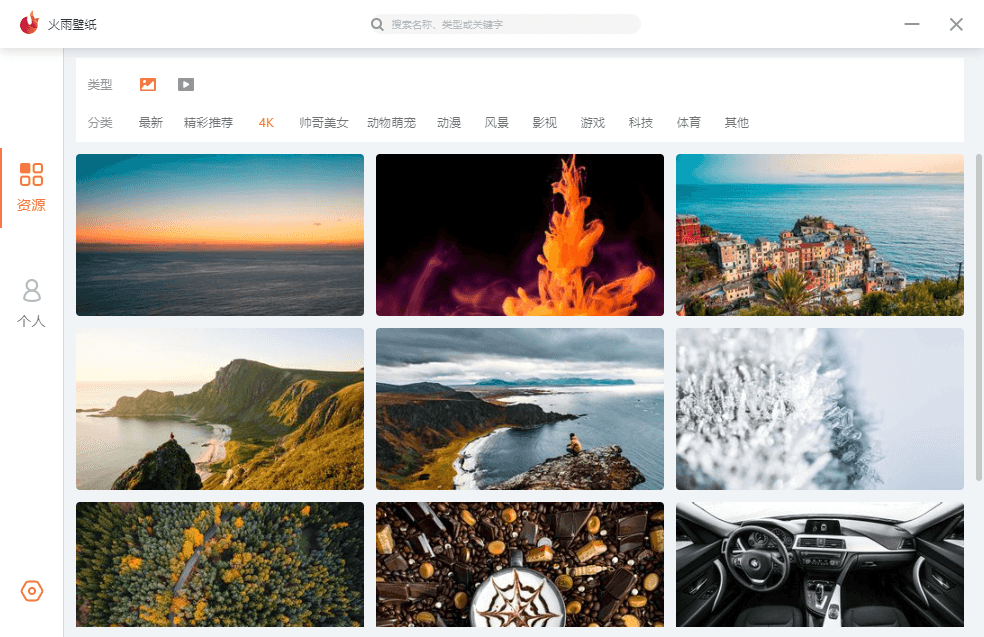 火雨壁纸
搜索名称、类型或关键字
类型
分类 最新 精彩推荐 4K 帅哥美女 动物萌宠 动漫 风景 影视 游戏 科技 体育 其他
资源
个人